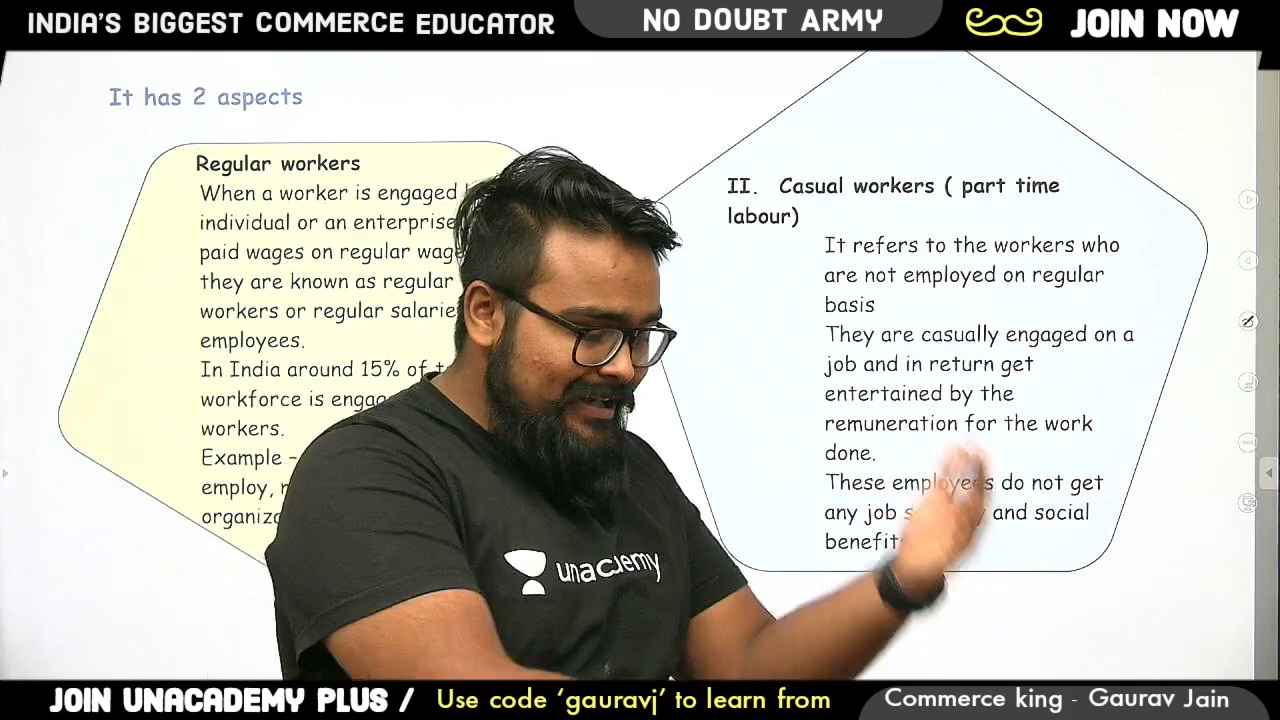 INDIA'S BIGGEST COMMERCE EDUCATOR
NO DOUBT ARMY
JOIN NOW
It has 2 aspects
Regular workers
When a worker is engaged
individual or an enterprise
paid wages on regular wage
they are known as regular
workers or regular
employees.
In India around 15% of
workforce is
workers.
Example -
employ,
II. Casual workers ( part time
labour)
It refers to the workers who
are not employed on regular
basis
They are casually engaged on a
job and in return get
entertained by the
remuneration for the work
done.
These employees do not get
any job and social
unacademy
JOIN UNACADEMY PLUS / Use code 'gauravj' to learn from
Commerce king - Gaurav Jain